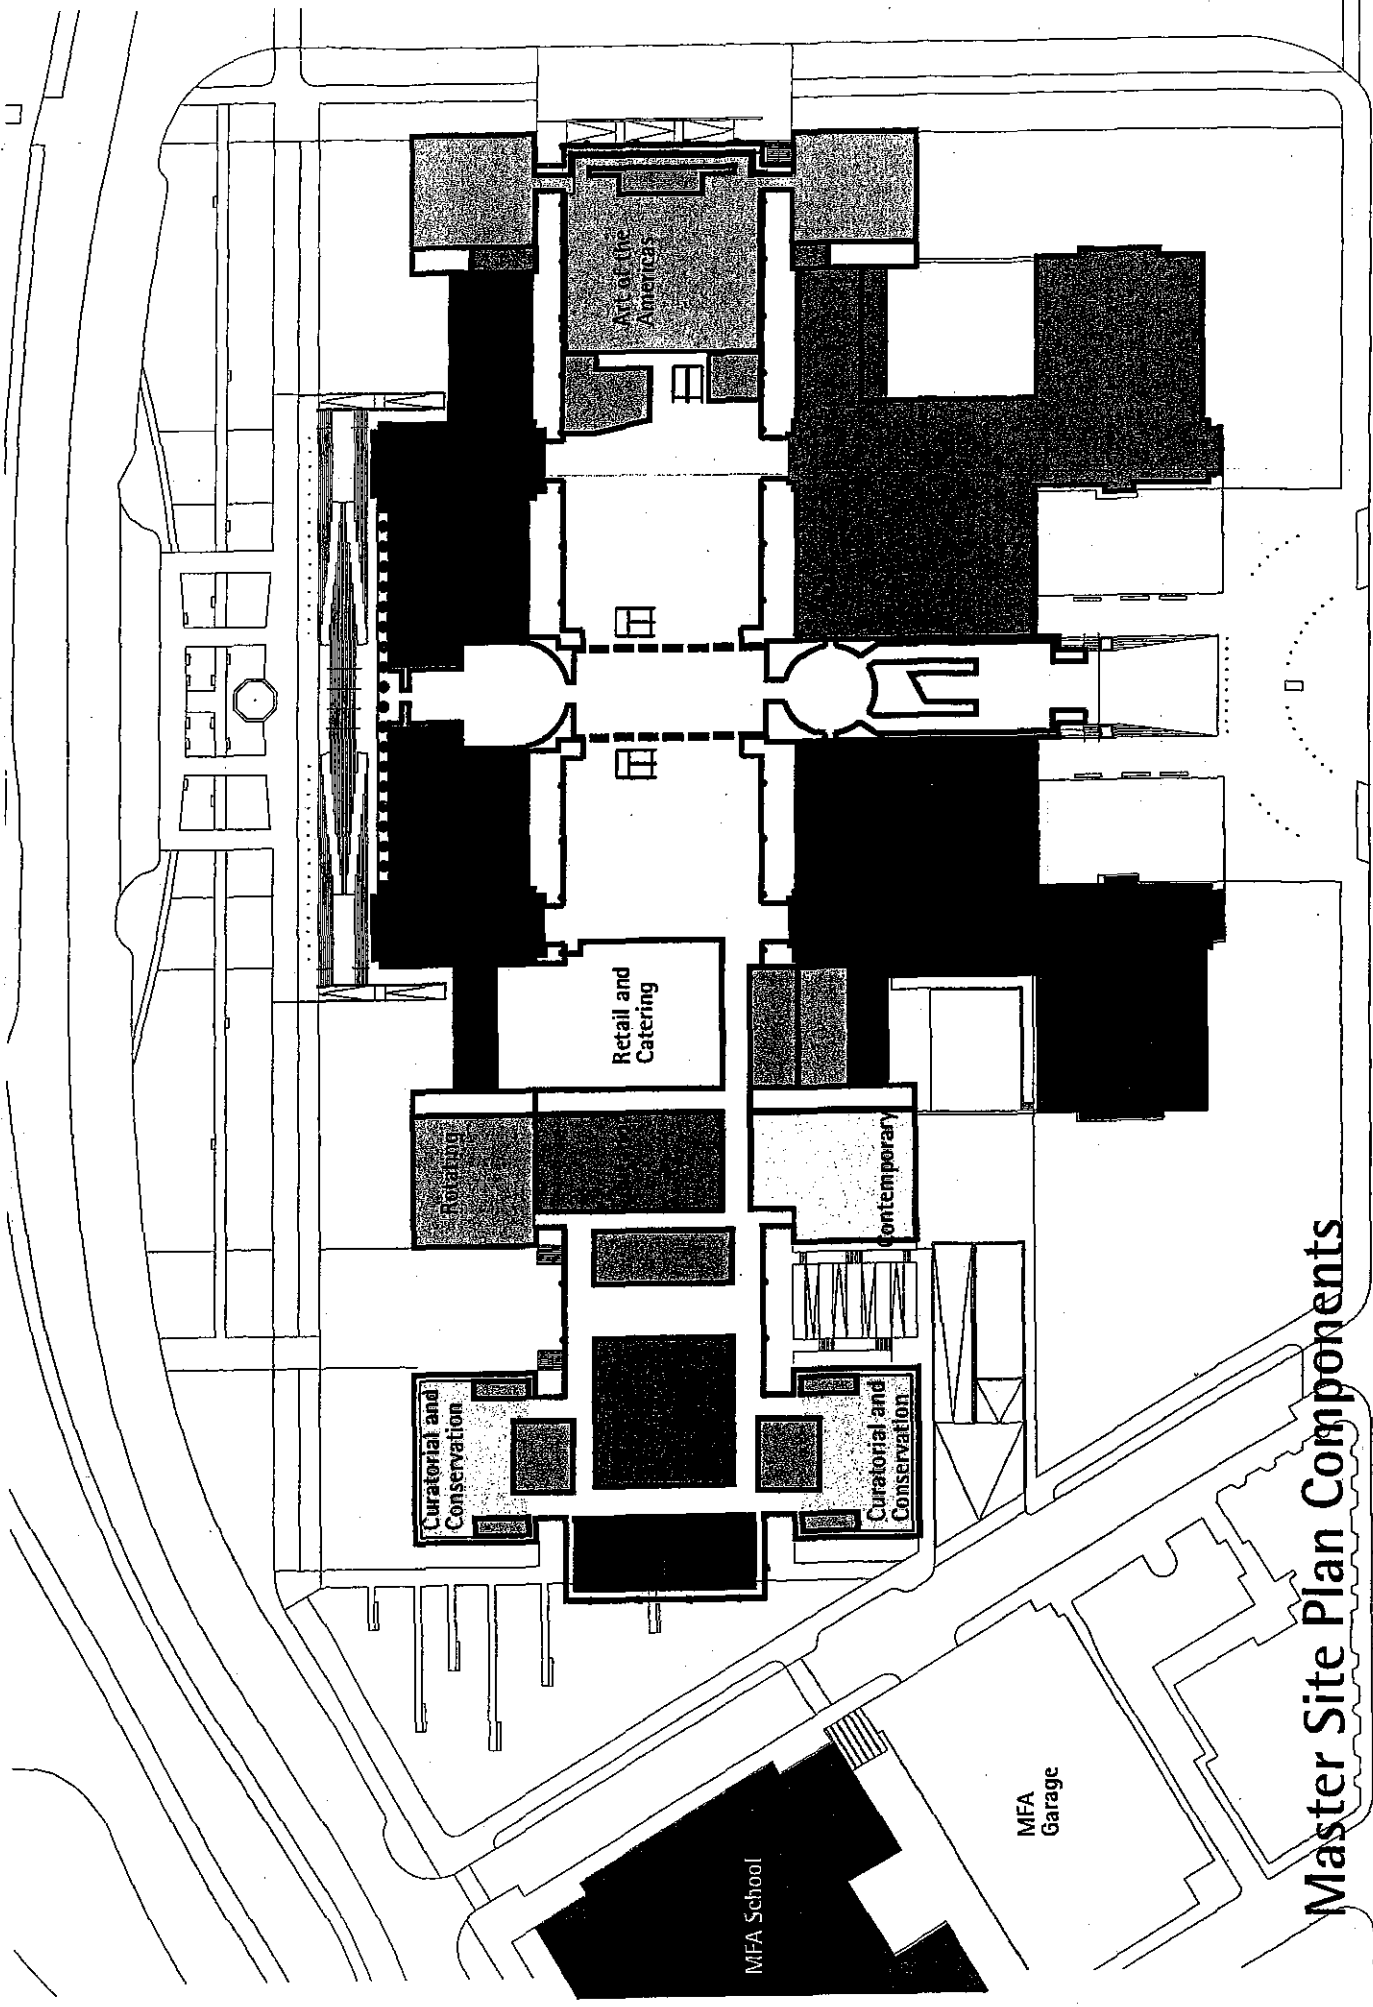 Art of the
Americas
Retail and
Catering
Rotating
Contemporary
Curatorial and
Conservation
Curatorial and
Conservation
MFA School
MFA
Garage
Master Site Plan Components